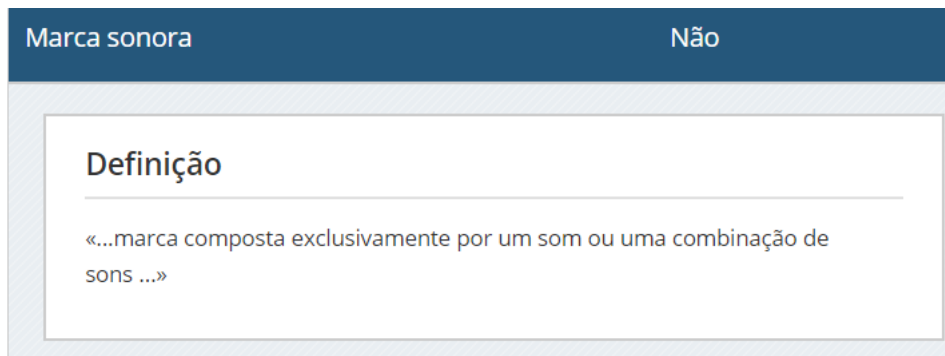 Marca sonora Não
Definição
«...marca composta exclusivamente por um som ou uma combinação de
sons ...»